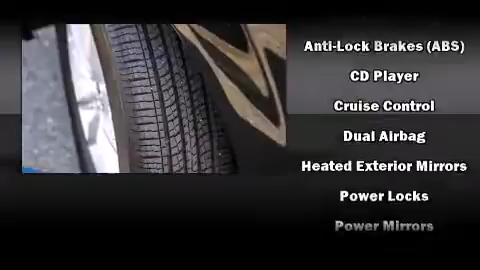 Anti-Lock Brakes (ABS)
CD Player
Cruise Control
Dual Airbag
Heated Exterior Mirrors
Power Locks
Power Mirrors